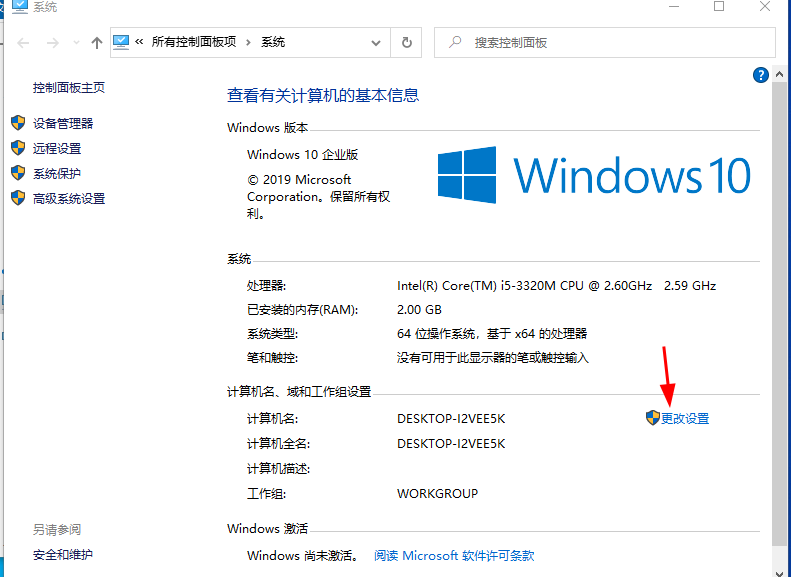 系统
« 所有控制面板项 › 系统
搜索控制面板
?
控制面板主页
设备管理器
远程设置
系统保护
高级系统设置
查看有关计算机的基本信息
Windows 版本
Windows 10 企业版
© 2019 Microsoft
Corporation。保留所有权
利。
Windows 10
系统
处理器: Intel(R) Core(TM) i5-3320M CPU @ 2.60GHz 2.59 GHz
已安装的内存(RAM): 2.00 GB
系统类型: 64 位操作系统，基于 x64 的处理器
笔和触控: 没有可用于此显示器的笔或触控输入
计算机名、域和工作组设置
计算机名: DESKTOP-I2VEE5K 更改设置
计算机全名: DESKTOP-I2VEE5K
计算机描述:
工作组: WORKGROUP
Windows 激活
Windows 尚未激活。 阅读 Microsoft 软件许可条款
另请参阅
安全和维护